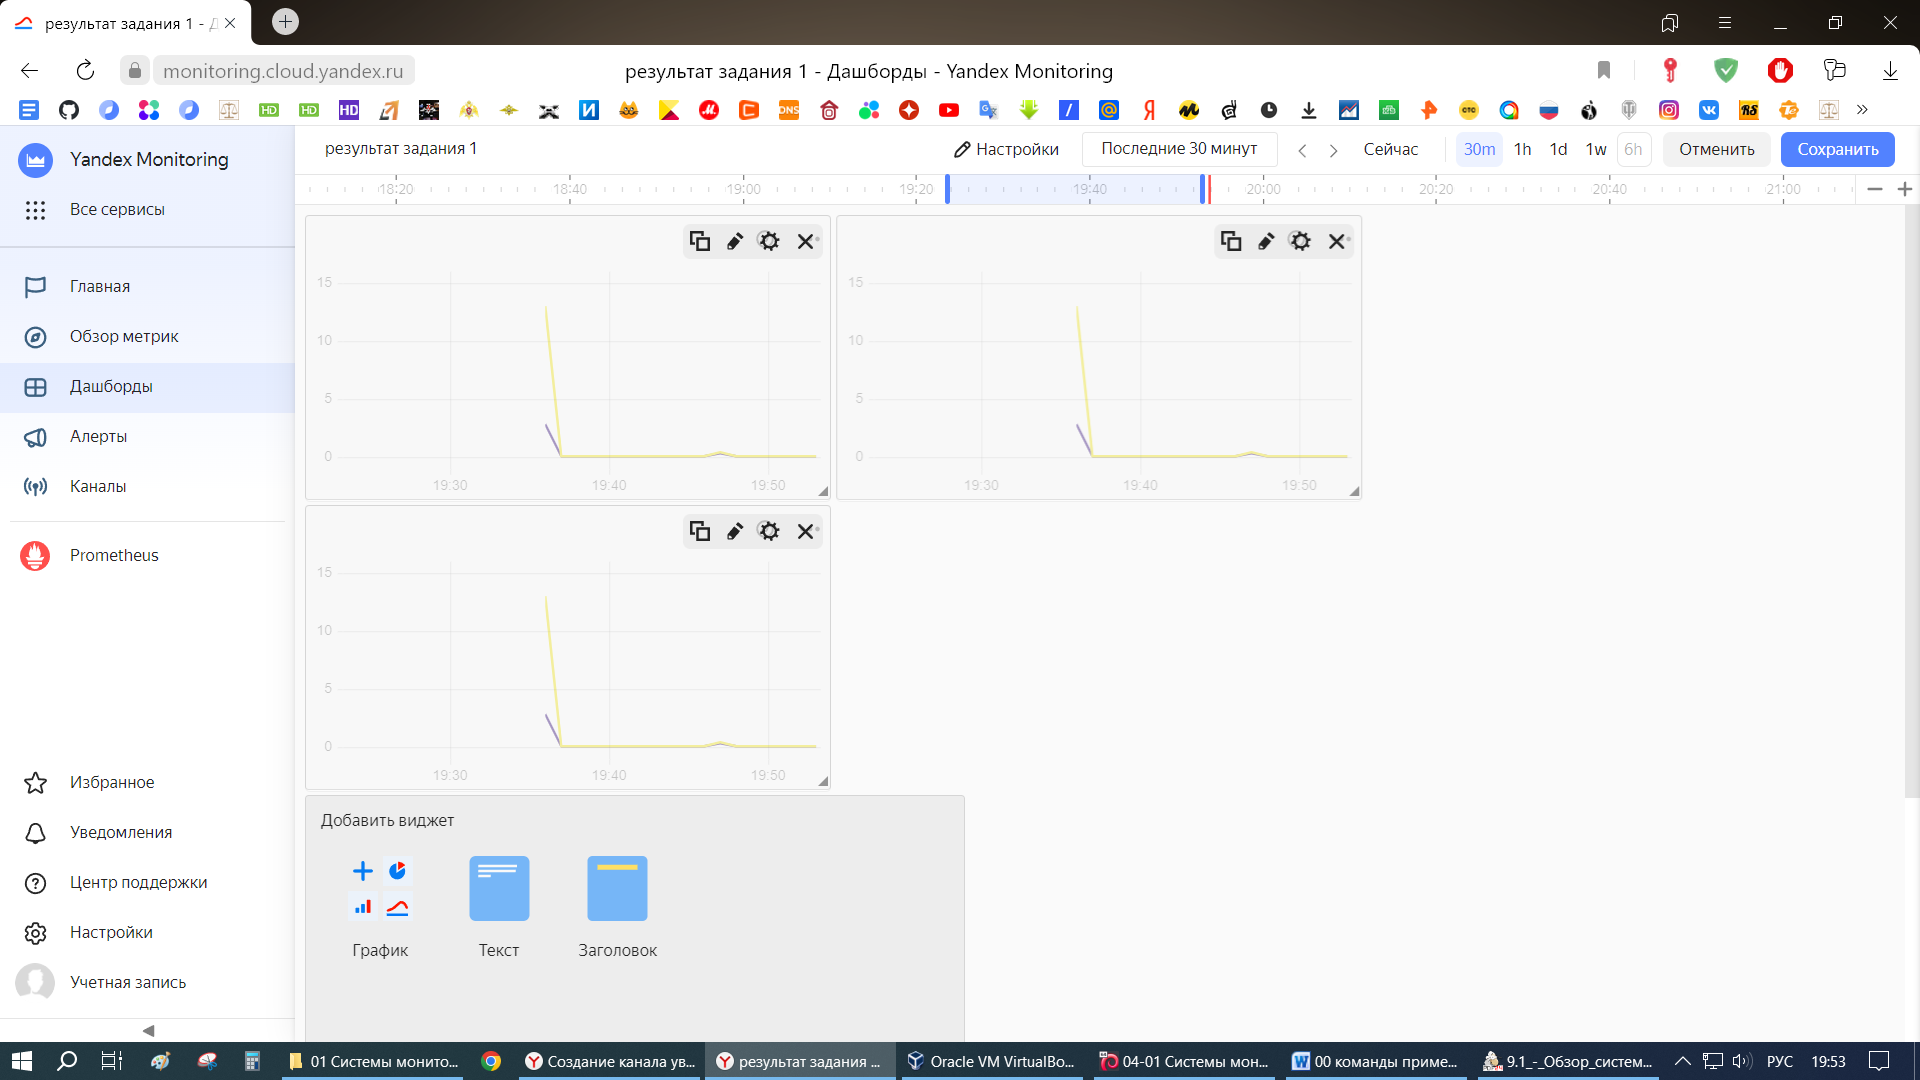 результат задания 1 - Д
monitoring.cloud.yandex.ru
результат задания 1 - Дашборды - Yandex Monitoring
Yandex Monitoring
Все сервисы
Главная
Обзор метрик
Дашборды
Алерты
Каналы
Prometheus
Избранное
Уведомления
Центр поддержки
Настройки
Учетная запись
результат задания 1
Настройки
Последние 30 минут
Сейчас
30m 1h 1d 1w 6h
Отменить
Сохранить
18:20 18:40 19:00 19:20 19:40 20:00 20:20 20:40 21:00
15
10
5
0
19:30 19:40 19:50
15
10
5
0
19:30 19:40 19:50
15
10
5
0
19:30 19:40 19:50
Добавить виджет
График
Текст
Заголовок
01 Системы монито...
Создание канала ув...
результат задания ...
Oracle VM VirtualBo...
04-01 Системы мон...
00 команды приме...
9.1_-_Обзор_систем...
РУС
19:53